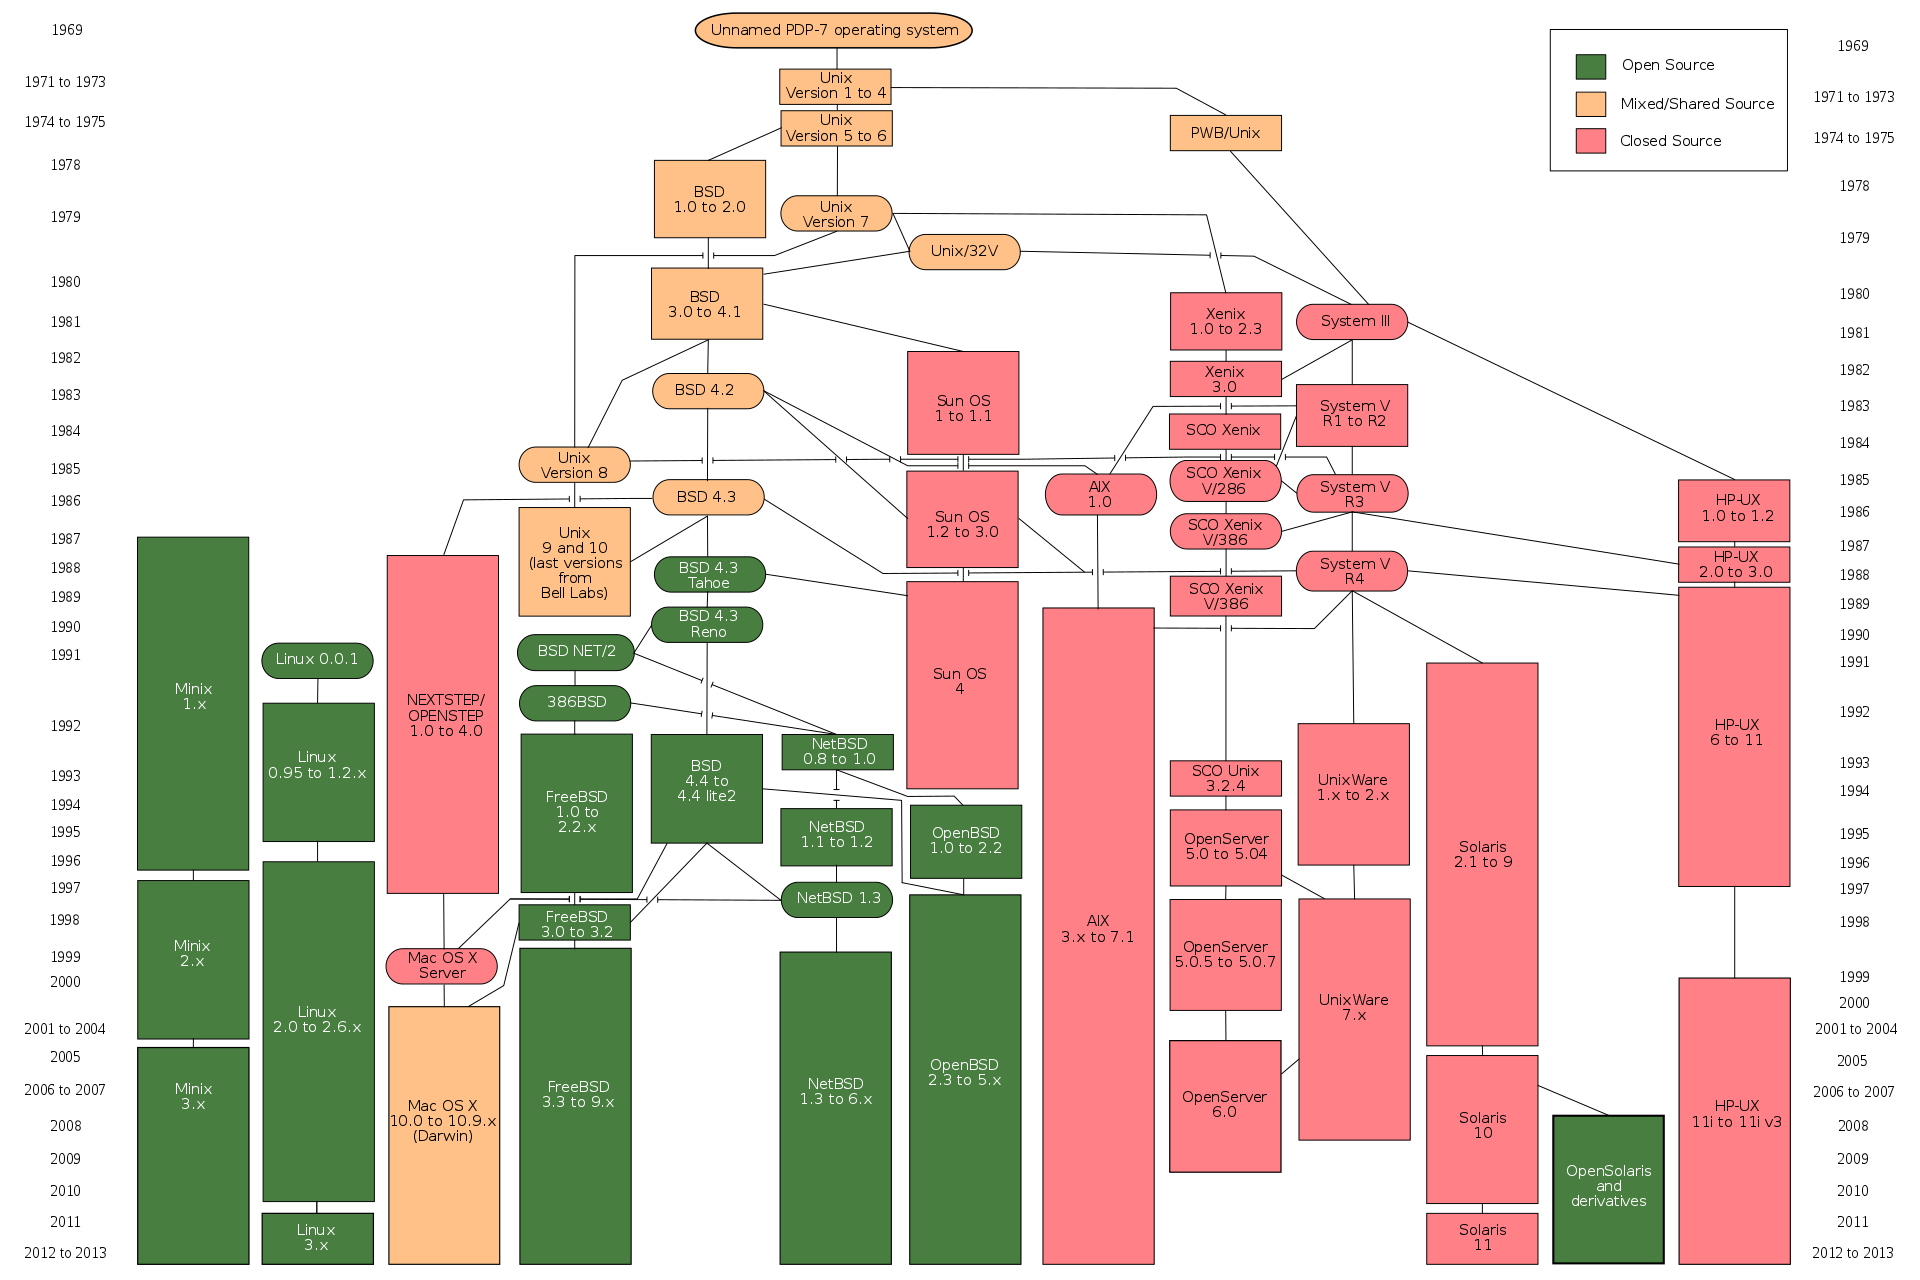 Unnamed PDP-7 operating system
Unix
Version 1 to 4
Unix
Version 5 to 6
PWB/Unix
BSD
1.0 to 2.0
Unix
Version 7
Unix/32V
BSD
3.0 to 4.1
Xenix
1.0 to 2.3
System III
Xenix
3.0
Sun OS
1 to 1.1
BSD 4.2
System V
R1 to R2
SCO Xenix
Unix
Version 8
SCO Xenix
V/286
BSD 4.3
AIX
1.0
System V
R3
HP-UX
1.0 to 1.2
Sun OS
1.2 to 3.0
SCO Xenix
V/386
Unix
9 and 10
(last versions
from
Bell Labs)
HP-UX
2.0 to 3.0
BSD 4.3
Tahoe
System V
R4
SCO Xenix
V/386
BSD 4.3
Reno
BSD NET/2
Linux 0.0.1
Minix
1.x
Sun OS
4
386BSD
NEXTSTEP/
OPENSTEP
1.0 to 4.0
HP-UX
6 to 11
NetBSD
0.8 to 1.0
Linux
0.95 to 1.2.x
BSD
4.4 to
4.4 lite2
SCO Unix
3.2.4
UnixWare
1.x to 2.x
FreeBSD
1.0 to
2.2.x
NetBSD
1.1 to 1.2
OpenBSD
1.0 to 2.2
OpenServer
5.0 to 5.04
Solaris
2.1 to 9
NetBSD 1.3
FreeBSD
3.0 to 3.2
AIX
3.x to 7.1
Minix
2.x
Mac OS X
Server
OpenServer
5.0.5 to 5.0.7
UnixWare
7.x
Linux
2.0 to 2.6.x
OpenBSD
2.3 to 5.x
Minix
3.x
FreeBSD
3.3 to 9.x
NetBSD
1.3 to 6.x
Mac OS X
10.0 to 10.9.x
(Darwin)
OpenServer
6.0
Solaris
10
HP-UX
11i to 11i v3
OpenSolaris
and
derivatives
Linux
3.x
Solaris
11
Open Source
Mixed/Shared Source
Closed Source
1969
1971 to 1973
1974 to 1975
1978
1979
1980
1981
1982
1983
1984
1985
1986
1987
1988
1989
1990
1991
1992
1993
1994
1995
1996
1997
1998
1999
2000
2001 to 2004
2005
2006 to 2007
2008
2009
2010
2011
2012 to 2013
1969
1971 to 1973
1974 to 1975
1978
1979
1980
1981
1982
1983
1984
1985
1986
1987
1988
1989
1990
1991
1992
1993
1994
1995
1996
1997
1998
1999
2000
2001 to 2004
2005
2006 to 2007
2008
2009
2010
2011
2012 to 2013